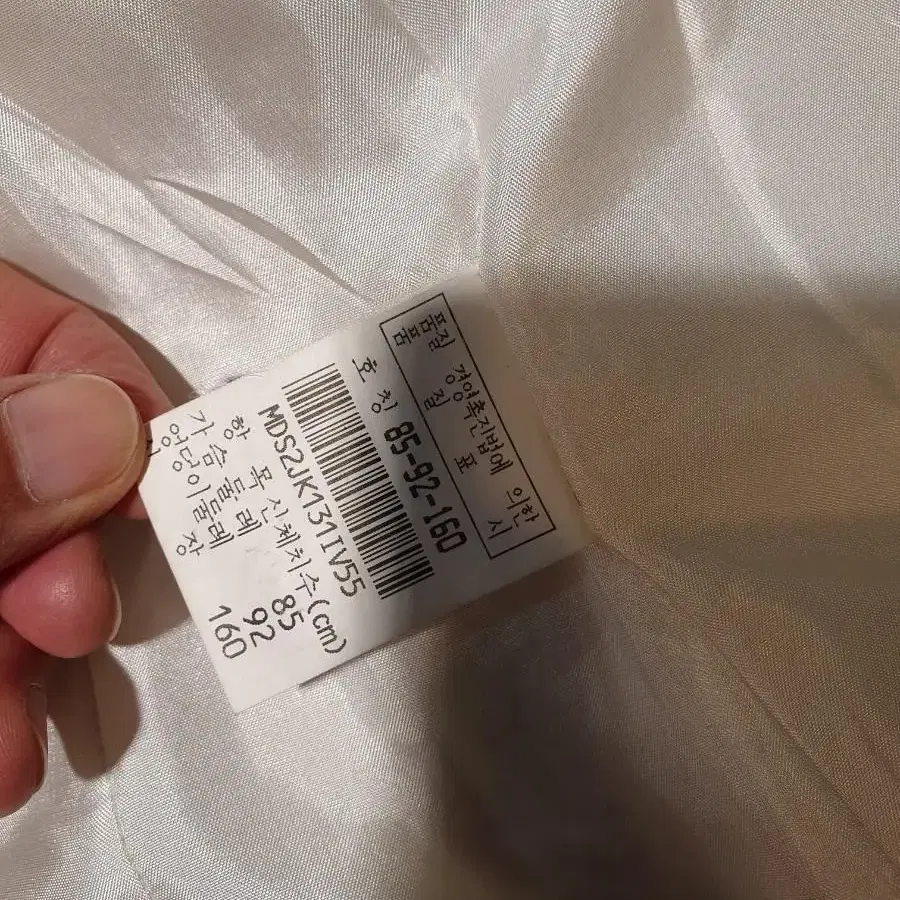 품질경영촉진법에 의한
품 질 표 시
호 칭 85-92-160
MDS2JK131IV55
항 목 신체치수(cm)
가슴둘레 85
엉덩이둘레 92
장 160